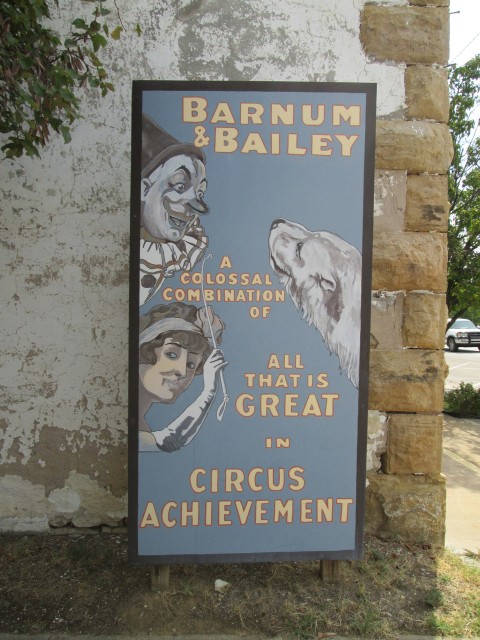 BARNUM
& BAILEY
A
COLOSSAL
COMBINATION
OF
ALL
THAT IS
GREAT
IN
CIRCUS
ACHIEVEMENT